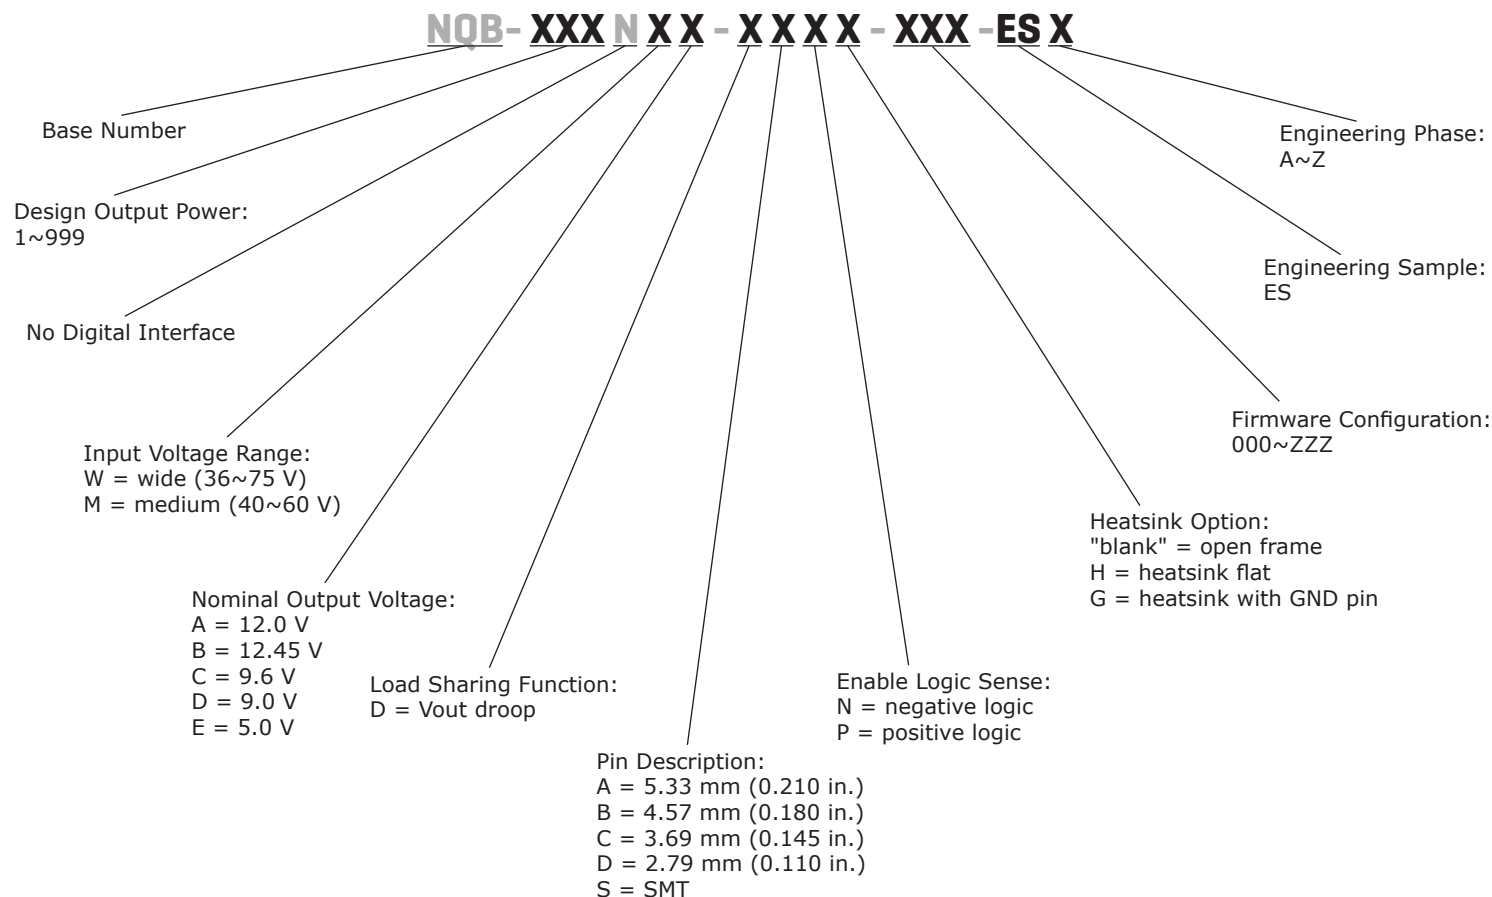 NQB- XXX N X X - X X X X - XXX -ES X
Base Number
Design Output Power:
1~999
No Digital Interface
Input Voltage Range:
W = wide (36~75 V)
M = medium (40~60 V)
Nominal Output Voltage:
A = 12.0 V
B = 12.45 V
C = 9.6 V
D = 9.0 V
E = 5.0 V
Load Sharing Function:
D = Vout droop
Pin Description:
A = 5.33 mm (0.210 in.)
B = 4.57 mm (0.180 in.)
C = 3.69 mm (0.145 in.)
D = 2.79 mm (0.110 in.)
S = SMT
Enable Logic Sense:
N = negative logic
P = positive logic
Heatsink Option:
"blank" = open frame
H = heatsink flat
G = heatsink with GND pin
Firmware Configuration:
000~ZZZ
Engineering Sample:
ES
Engineering Phase:
A~Z